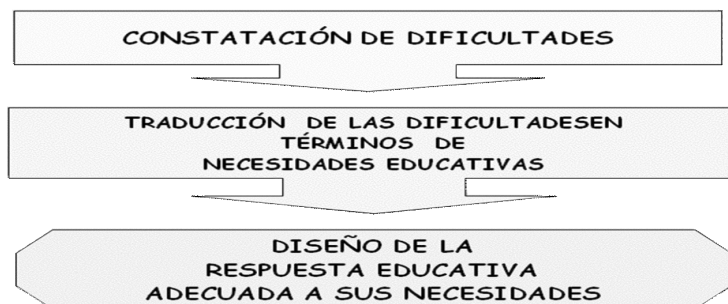 CONSTATACIÓN DE DIFICULTADES
TRADUCCIÓN DE LAS DIFICULTADESEN
TÉRMINOS DE
NECESIDADES EDUCATIVAS
DISEÑO DE LA
RESPUESTA EDUCATIVA
ADECUADA A SUS NECESIDADES